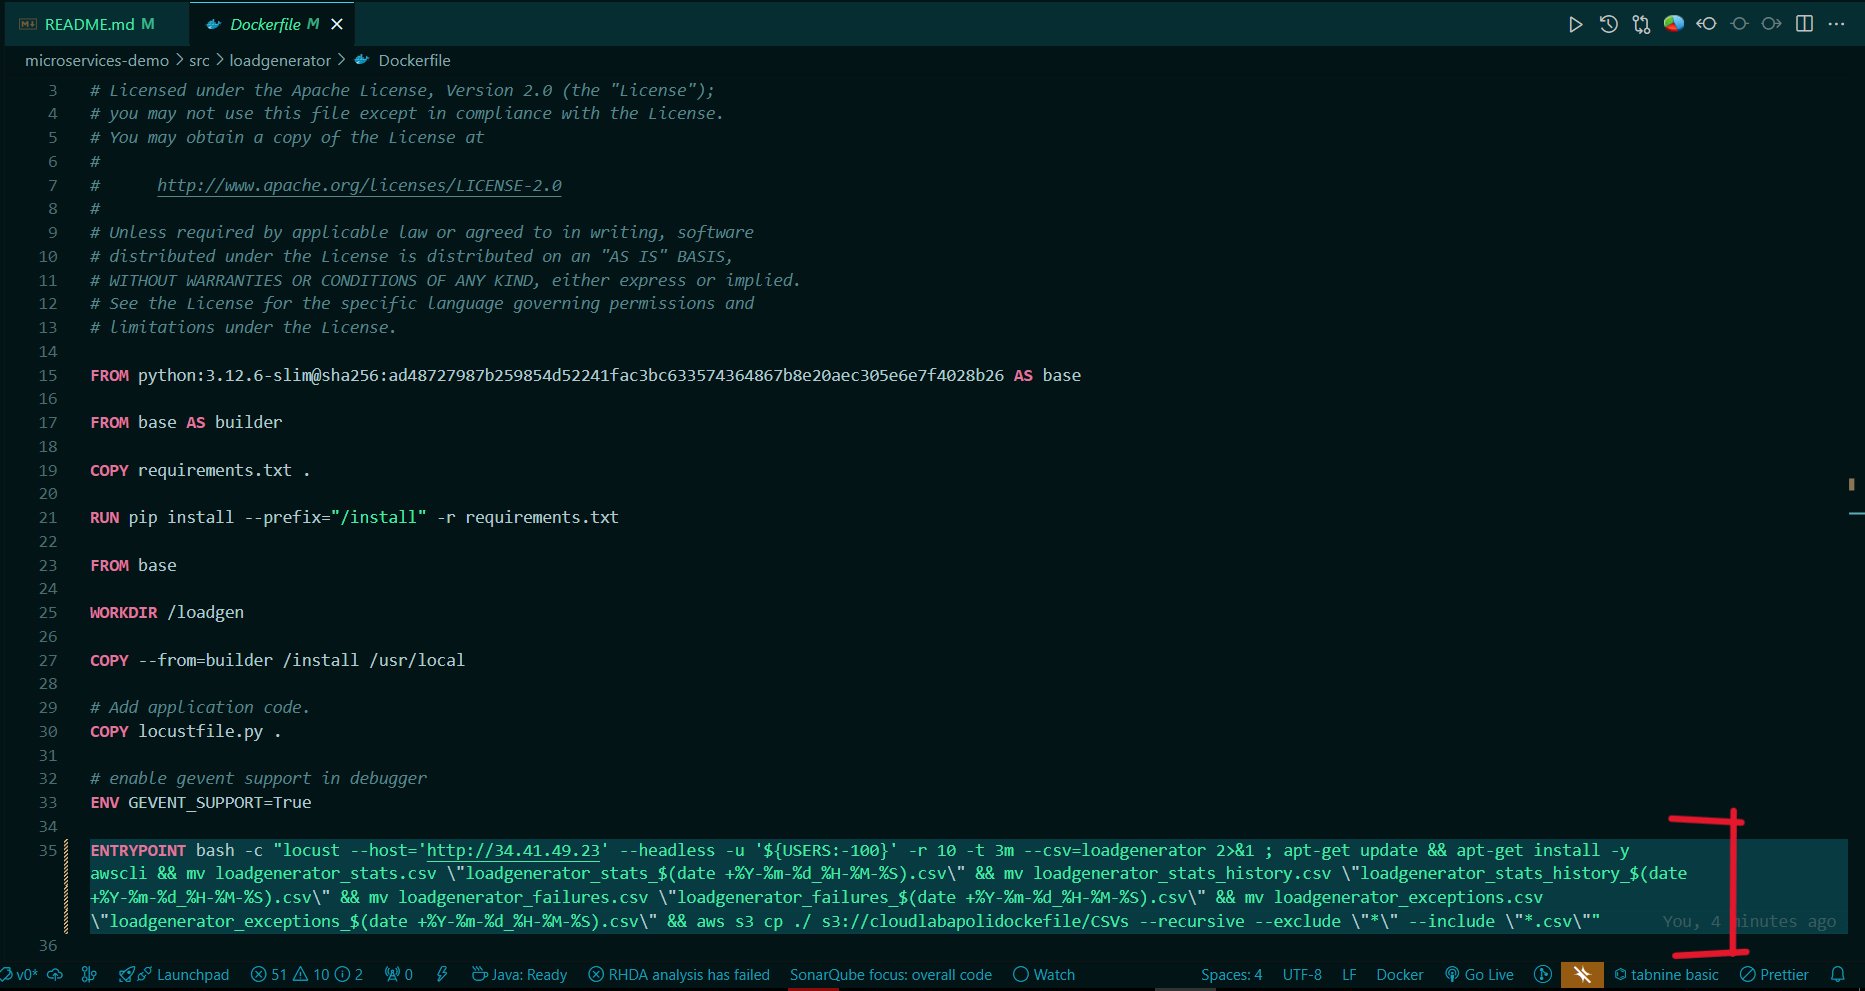 README.md M
Dockerfile M
microservices-demo > src > loadgenerator > Dockerfile
3 # Licensed under the Apache License, Version 2.0 (the "License");
4 # you may not use this file except in compliance with the License.
5 # You may obtain a copy of the License at
6 #
7 #      http://www.apache.org/licenses/LICENSE-2.0
8 #
9 # Unless required by applicable law or agreed to in writing, software
10 # distributed under the License is distributed on an "AS IS" BASIS,
11 # WITHOUT WARRANTIES OR CONDITIONS OF ANY KIND, either express or implied.
12 # See the License for the specific language governing permissions and
13 # limitations under the License.
14
15 FROM python:3.12.6-slim@sha256:ad48727987b259854d52241fac3bc633574364867b8e20aec305e6e7f4028b26 AS base
16
17 FROM base AS builder
18
19 COPY requirements.txt .
20
21 RUN pip install --prefix="/install" -r requirements.txt
22
23 FROM base
24
25 WORKDIR /loadgen
26
27 COPY --from=builder /install /usr/local
28
29 # Add application code.
30 COPY locustfile.py .
31
32 # enable gevent support in debugger
33 ENV GEVENT_SUPPORT=True
34
35 ENTRYPOINT bash -c "locust --host='http://34.41.49.23' --headless -u '${USERS:-100}' -r 10 -t 3m --csv=loadgenerator 2>&1 ; apt-get update && apt-get install -y
awscli && mv loadgenerator_stats.csv \"loadgenerator_stats_$(date +%Y-%m-%d_%H-%M-%S).csv\" && mv loadgenerator_stats_history.csv \"loadgenerator_stats_history_$(date
+%Y-%m-%d_%H-%M-%S).csv\" && mv loadgenerator_failures.csv \"loadgenerator_failures_$(date +%Y-%m-%d_%H-%M-%S).csv\" && mv loadgenerator_exceptions.csv
\"loadgenerator_exceptions_$(date +%Y-%m-%d_%H-%M-%S).csv\" && aws s3 cp ./ s3://cloudlabapolidockefile/CSVs --recursive --exclude \"*\" --include \"*.csv\"" You, 4 minutes ago
36
v0* Launchpad 51 10 2 0 Java: Ready RHDA analysis has failed SonarQube focus: overall code Watch Spaces: 4 UTF-8 LF Docker Go Live tabnine basic Prettier